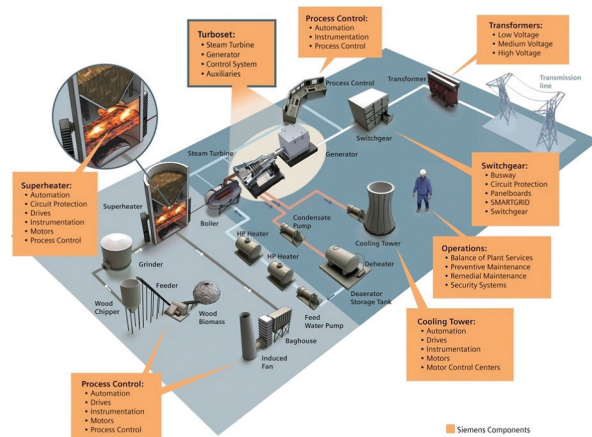 Process Control:
• Automation
• Instrumentation
• Process Control
Transformers:
• Low Voltage
• Medium Voltage
• High Voltage
Turboset:
• Steam Turbine
• Generator
• Control System
• Auxiliaries
Process Control
Transformer
Transmission
line
Switchgear
Steam Turbine
Generator
Switchgear:
• Busway
• Circuit Protection
• Panelboards
• SMARTGRID
• Switchgear
Superheater:
• Automation
• Circuit Protection
• Drives
• Instrumentation
• Motors
• Process Control
Superheater
Boiler
Condensate
Pump
Cooling Tower
HP Heater
HP Heater
Deheater
Deaerator
Storage Tank
Operations:
• Balance of Plant Services
• Preventive Maintenance
• Remedial Maintenance
• Security Systems
Grinder
Feeder
Wood
Chipper
Wood
Biomass
Feed
Water Pump
Baghouse
Induced
Fan
Cooling Tower:
• Automation
• Drives
• Instrumentation
• Motors
• Motor Control Centers
Process Control:
• Automation
• Drives
• Instrumentation
• Motors
• Process Control
Siemens Components